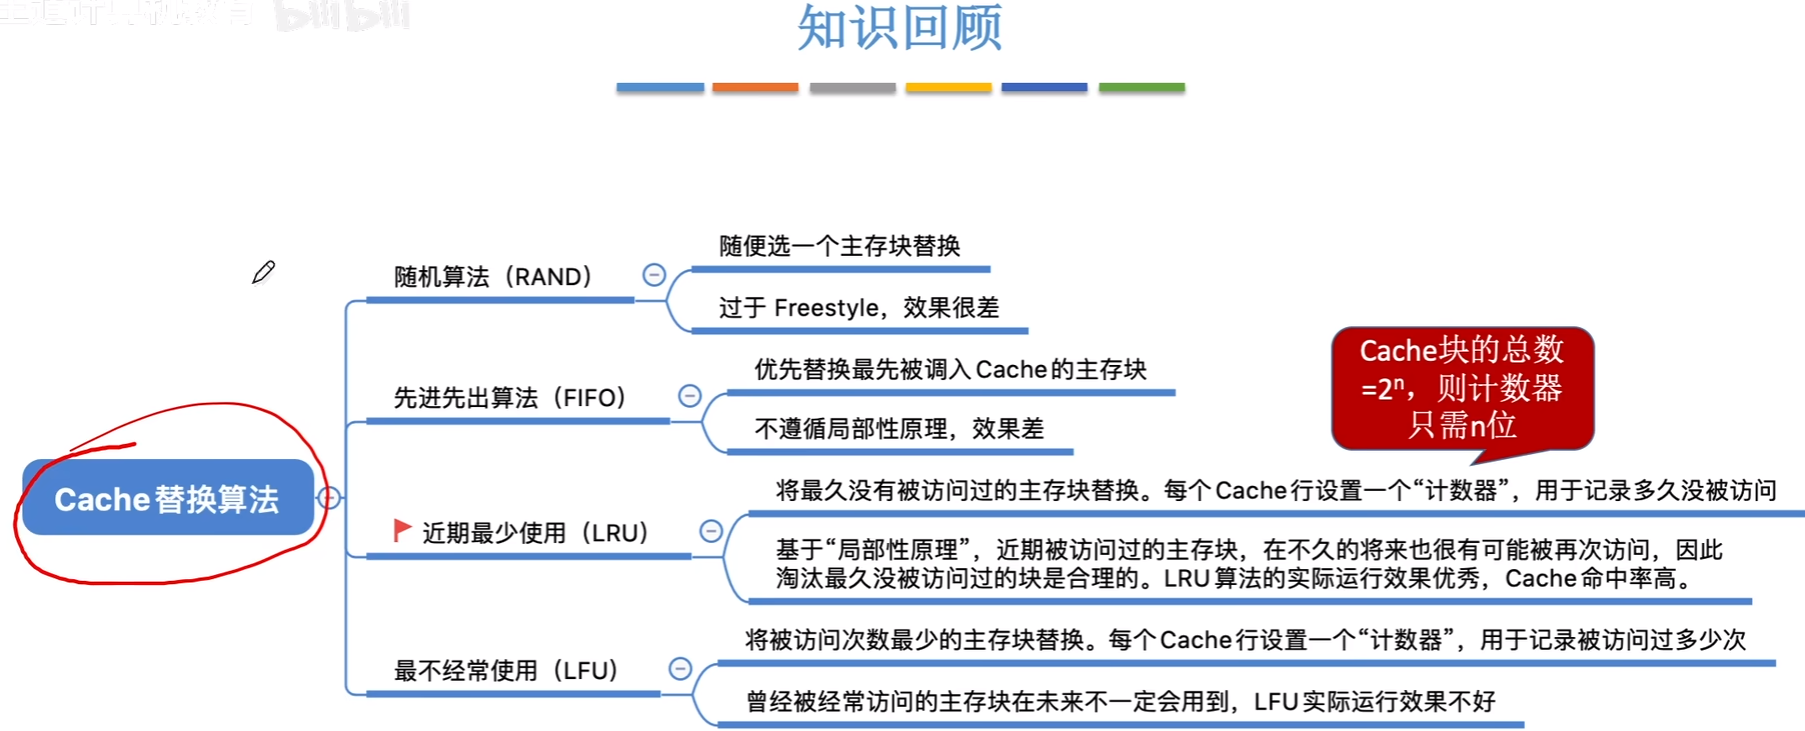 bilibili
知识回顾
随便选一个主存块替换
随机算法（RAND）
过于 Freestyle，效果很差
Cache块的总数
=2ⁿ，则计数器
只需n位
优先替换最先被调入Cache的主存块
先进先出算法（FIFO）
不遵循局部性原理，效果差
Cache替换算法
将最久没有被访问过的主存块替换。每个Cache行设置一个“计数器”，用于记录多久没被访问
近期最少使用（LRU）
基于“局部性原理”，近期被访问过的主存块，在不久的将来也很有可能被再次访问，因此
淘汰最久没被访问过的块是合理的。LRU算法的实际运行效果优秀，Cache命中率高。
将被访问次数最少的主存块替换。每个Cache行设置一个“计数器”，用于记录被访问过多少次
最不经常使用（LFU）
曾经被经常访问的主存块在未来不一定会用到，LFU实际运行效果不好